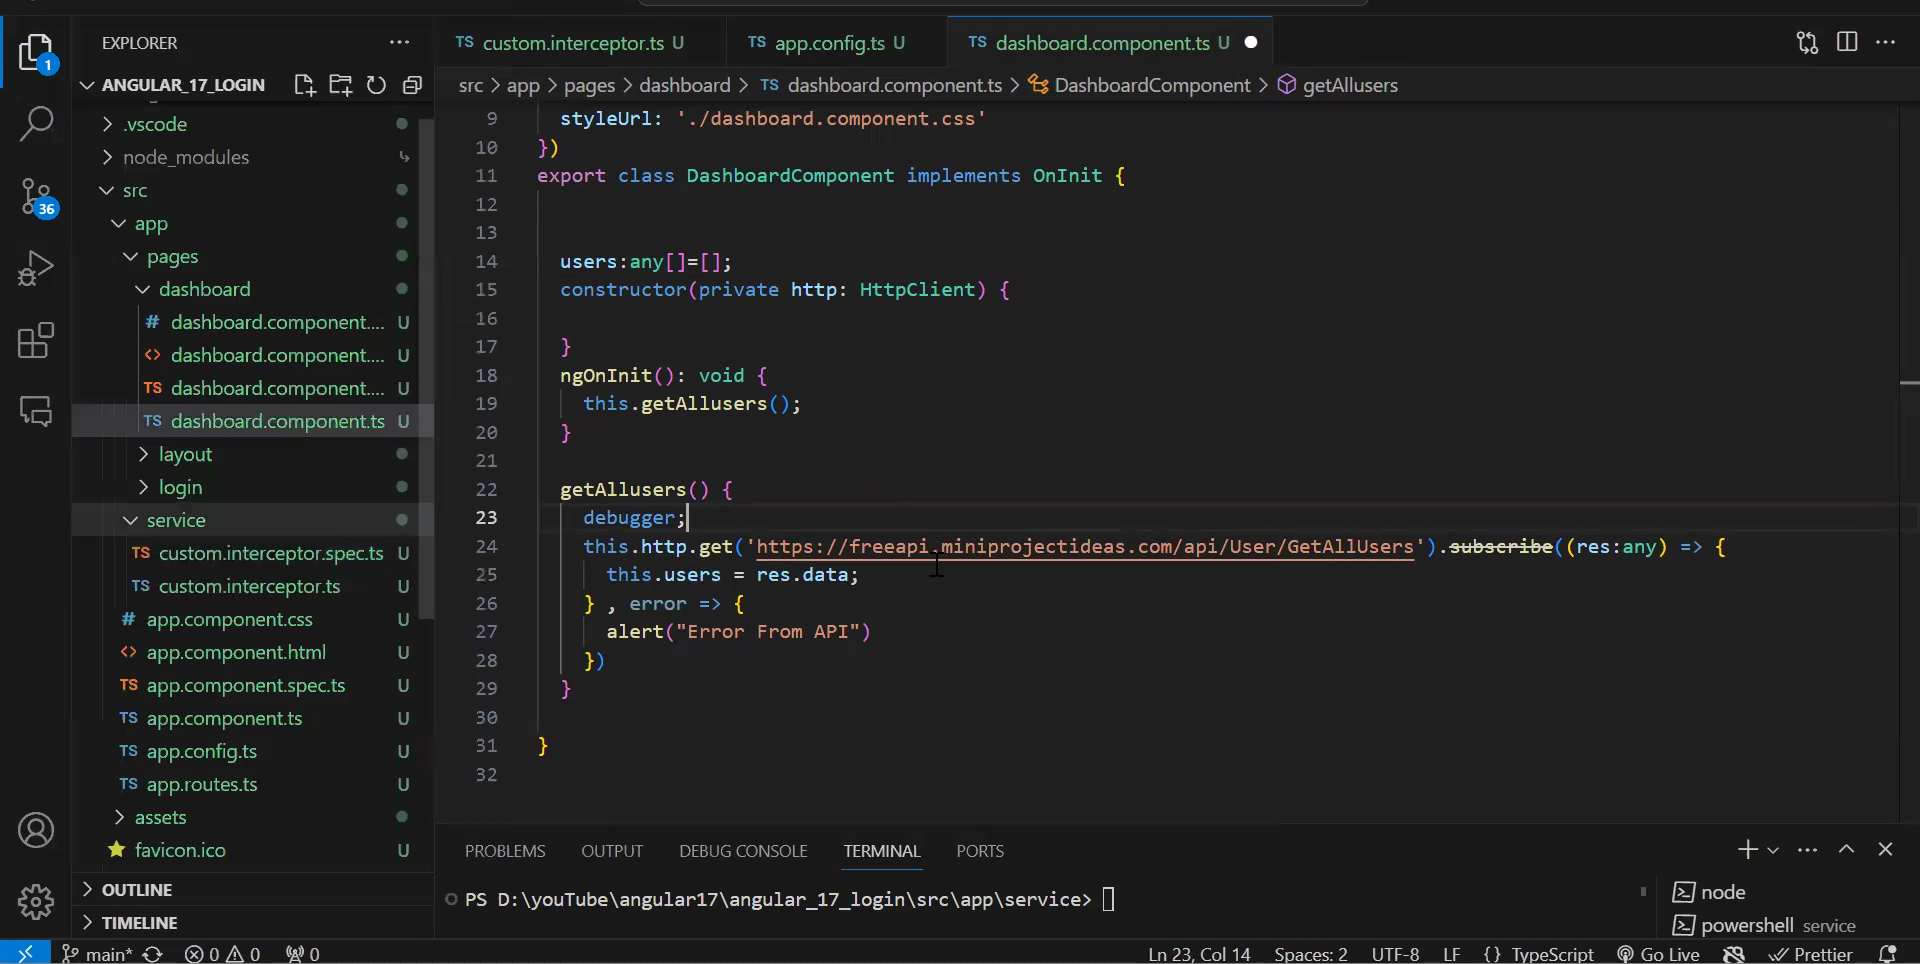 EXPLORER
1
ANGULAR_17_LOGIN
.vscode
node_modules
src
app
pages
dashboard
# dashboard.component.... U
<> dashboard.component.... U
TS dashboard.component.... U
TS dashboard.component.ts U
layout
login
service
TS custom.interceptor.spec.ts U
TS custom.interceptor.ts U
# app.component.css U
<> app.component.html U
TS app.component.spec.ts U
TS app.component.ts U
TS app.config.ts U
TS app.routes.ts U
assets
favicon.ico U
OUTLINE
TIMELINE
36
TS custom.interceptor.ts U
TS app.config.ts U
TS dashboard.component.ts U
src > app > pages > dashboard > TS dashboard.component.ts > DashboardComponent > getAllusers
9 styleUrl: './dashboard.component.css'
10 })
11 export class DashboardComponent implements OnInit {
12
13
14 users:any[]=[];
15 constructor(private http: HttpClient) {
16
17 }
18 ngOnInit(): void {
19 this.getAllusers();
20 }
21
22 getAllusers() {
23 debugger;
24 this.http.get('https://freeapi.miniprojectideas.com/api/User/GetAllUsers').subscribe((res:any) => {
25 this.users = res.data;
26 } , error => {
27 alert("Error From API")
28 })
29 }
30
31 }
32
PROBLEMS OUTPUT DEBUG CONSOLE TERMINAL PORTS
PS D:\youTube\angular17\angular_17_login\src\app\service>
node
powershell service
main* 0 0 0 Ln 23, Col 14 Spaces: 2 UTF-8 LF {} TypeScript Go Live Prettier